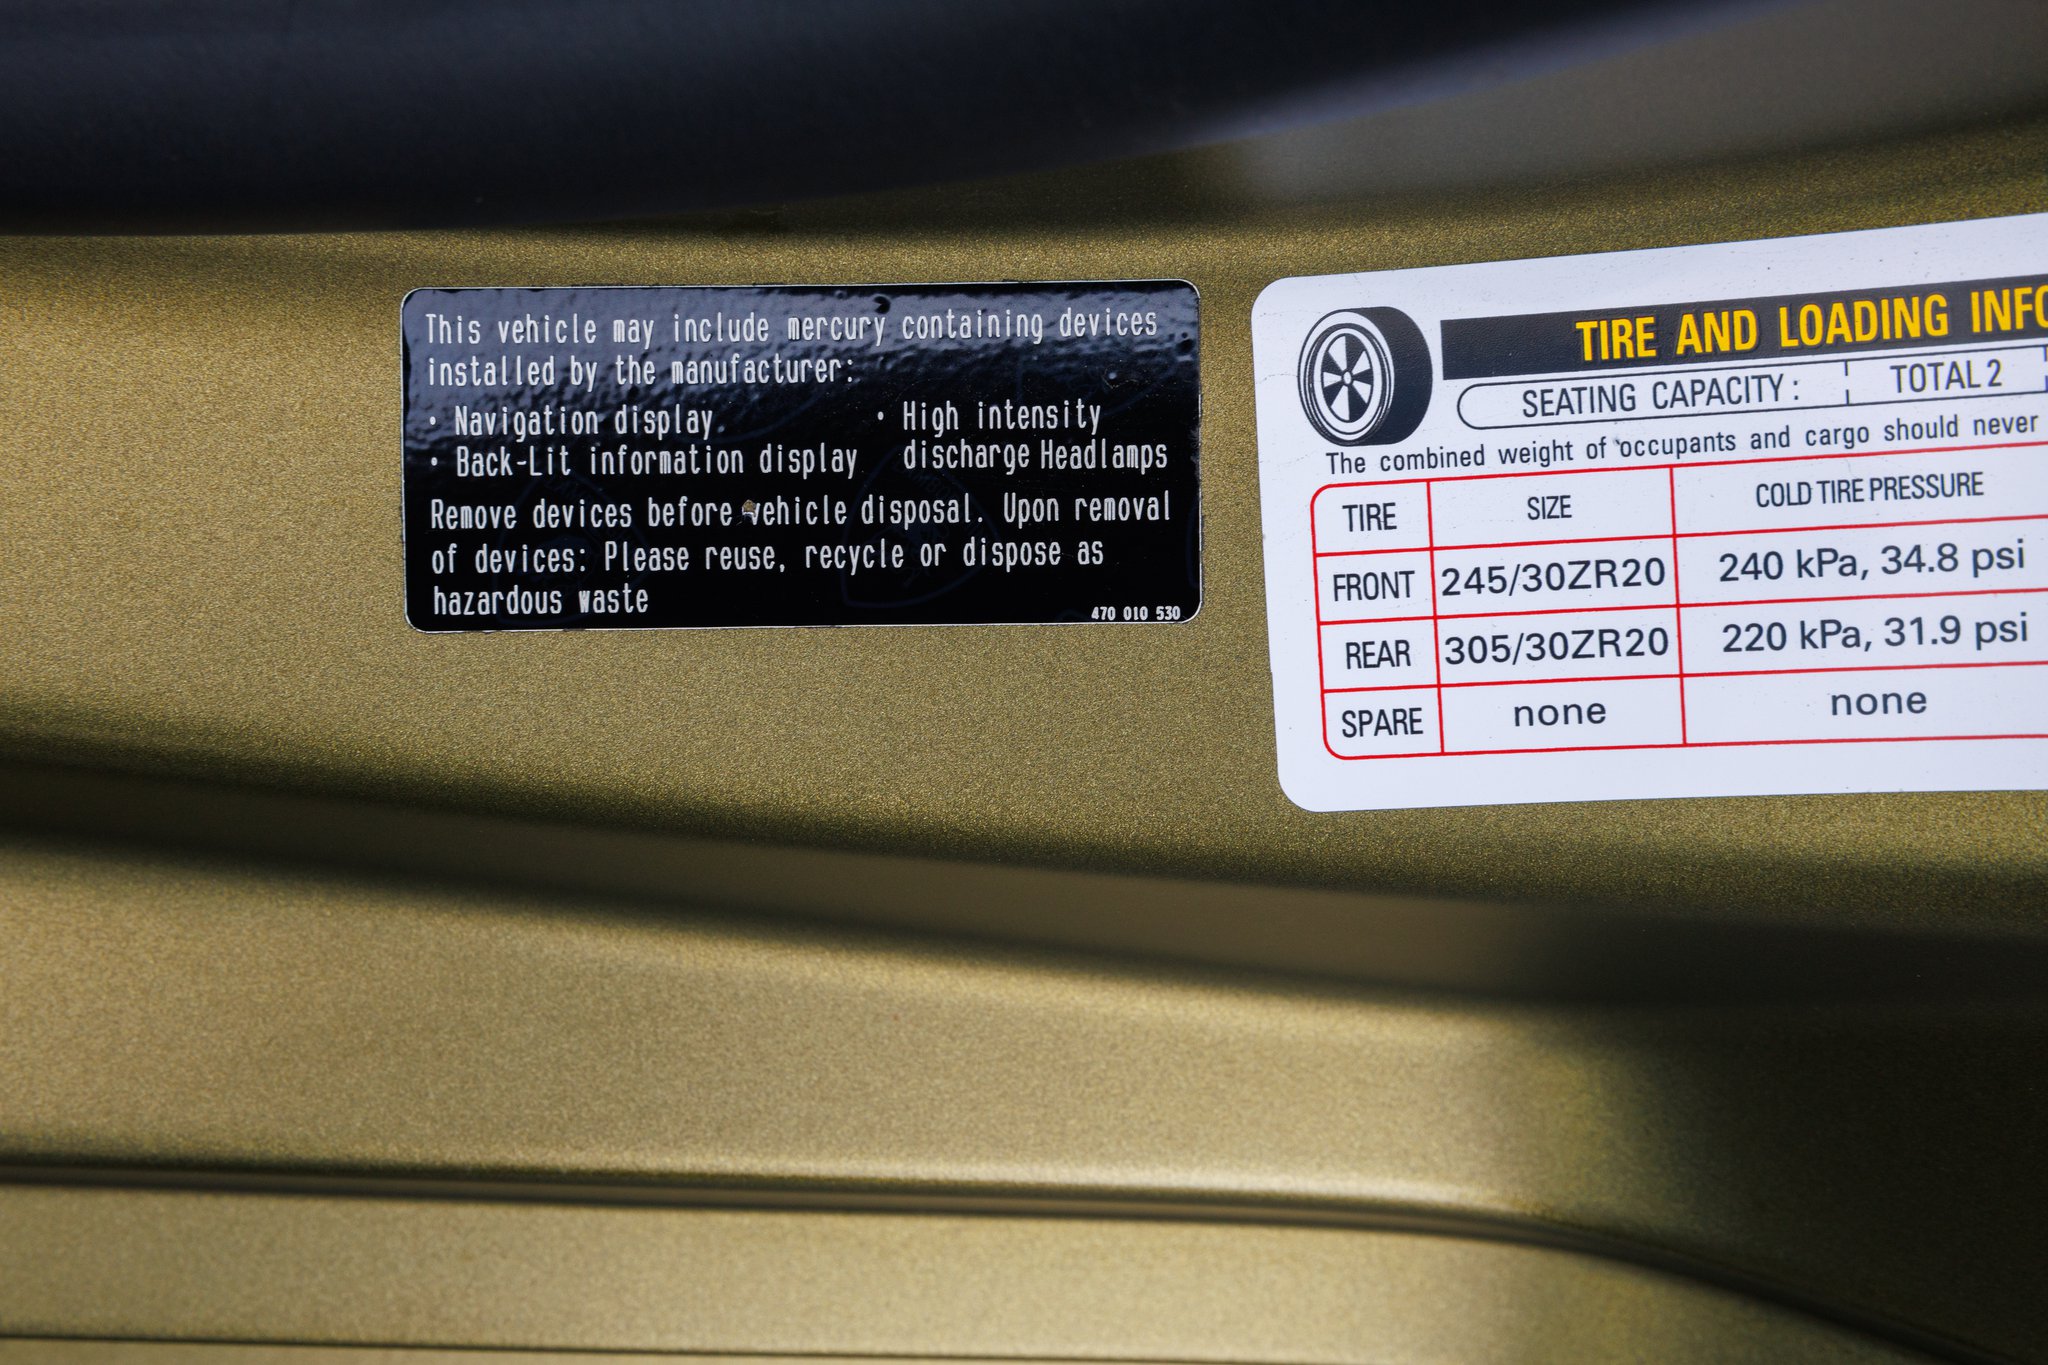 This vehicle may include mercury containing devices
installed by the manufacturer:
• Navigation display
• Back-Lit information display
• High intensity
discharge Headlamps
Remove devices before vehicle disposal. Upon removal
of devices: Please reuse, recycle or dispose as
hazardous waste
470 010 530
TIRE AND LOADING INFO
SEATING CAPACITY: TOTAL 2
The combined weight of occupants and cargo should never
TIRE SIZE COLD TIRE PRESSURE
FRONT 245/30ZR20 240 kPa, 34.8 psi
REAR 305/30ZR20 220 kPa, 31.9 psi
SPARE none none